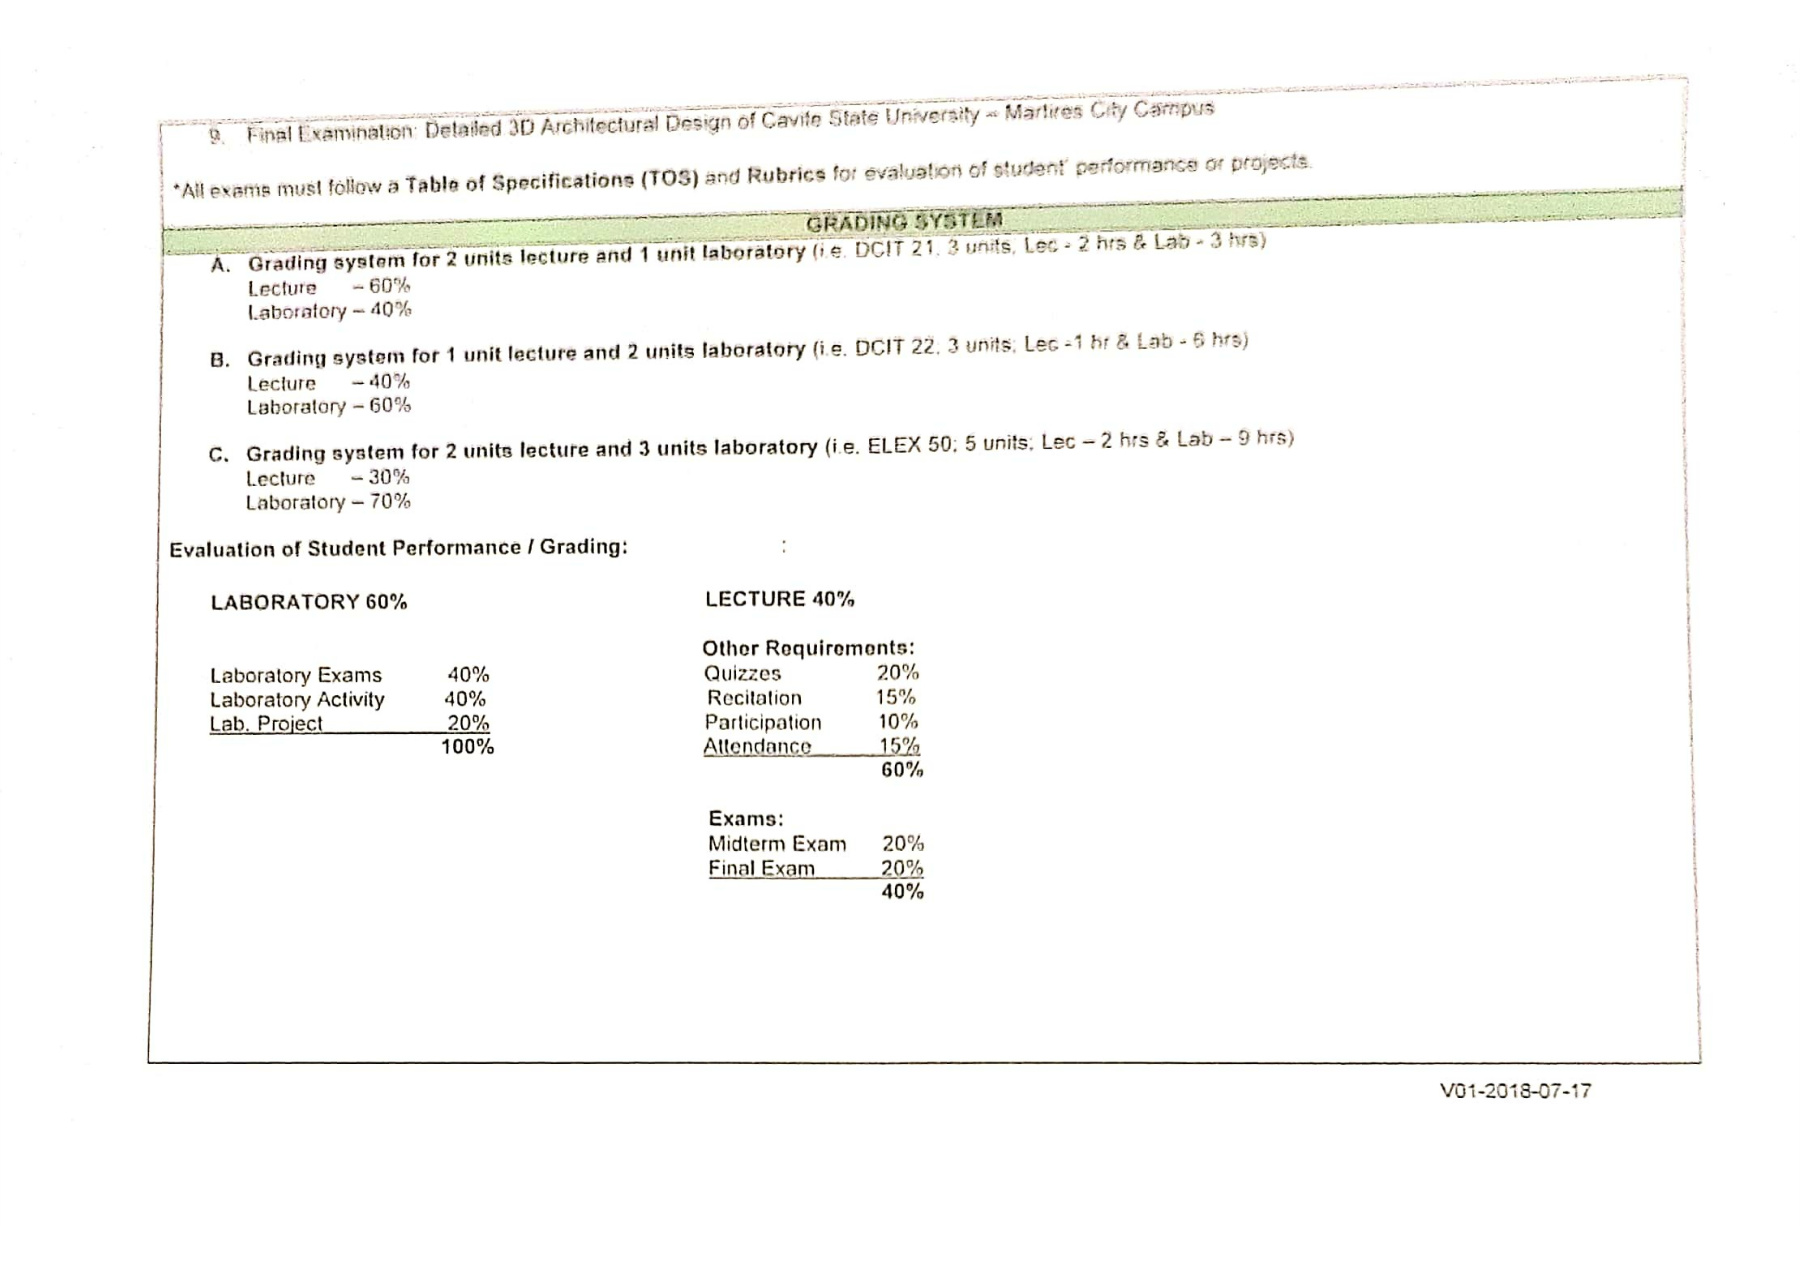 9. Final Examination: Detailed 3D Architectural Design of Cavite State University – Martires City Campus
*All exams must follow a Table of Specifications (TOS) and Rubrics for evaluation of student' performance or projects.
GRADING SYSTEM
A. Grading system for 2 units lecture and 1 unit laboratory (i.e. DCIT 21, 3 units, Lec - 2 hrs & Lab - 3 hrs)
Lecture – 60%
Laboratory – 40%
B. Grading system for 1 unit lecture and 2 units laboratory (i.e. DCIT 22; 3 units; Lec -1 hr & Lab - 6 hrs)
Lecture – 40%
Laboratory – 60%
C. Grading system for 2 units lecture and 3 units laboratory (i.e. ELEX 50; 5 units; Lec – 2 hrs & Lab – 9 hrs)
Lecture – 30%
Laboratory – 70%
Evaluation of Student Performance / Grading: :
LABORATORY 60%
Laboratory Exams 40%
Laboratory Activity 40%
Lab. Project 20%
100%
LECTURE 40%
Other Requirements:
Quizzes 20%
Recitation 15%
Participation 10%
Attendance 15%
60%
Exams:
Midterm Exam 20%
Final Exam 20%
40%
V01-2018-07-17